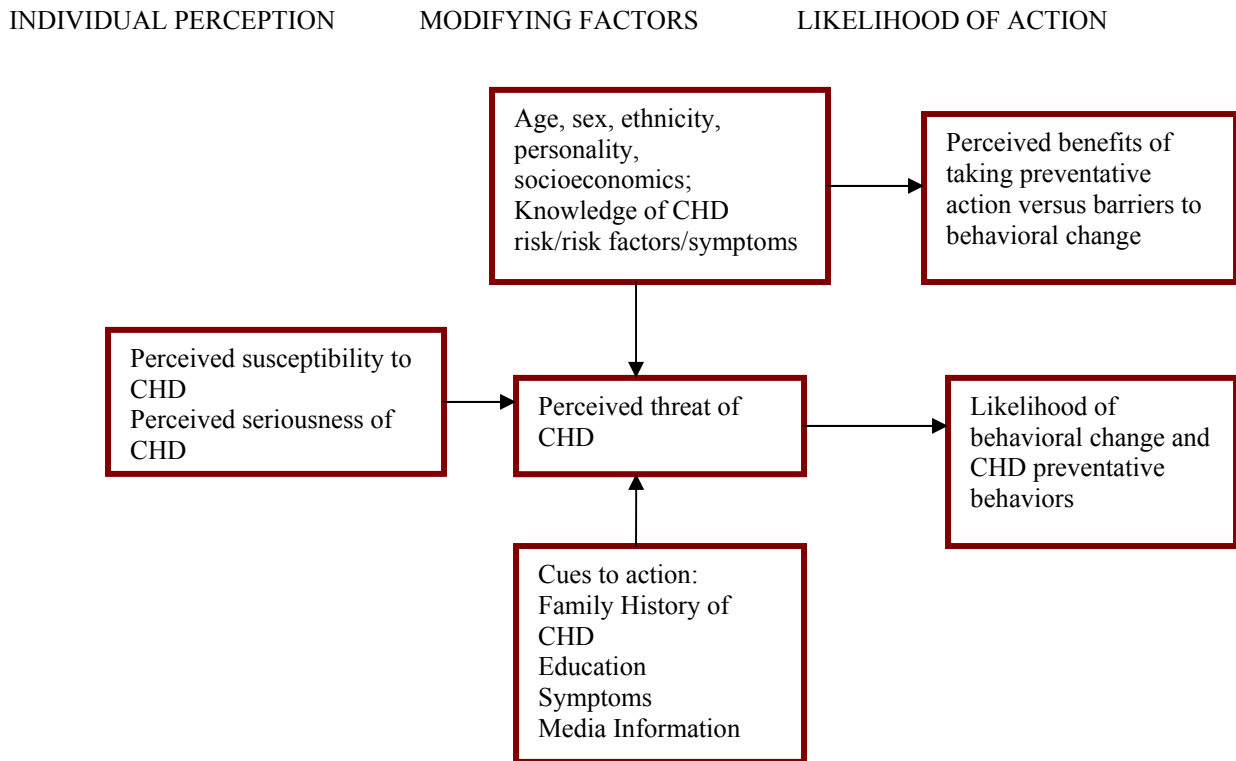 INDIVIDUAL PERCEPTION MODIFYING FACTORS LIKELIHOOD OF ACTION
Age, sex, ethnicity,
personality,
socioeconomics;
Knowledge of CHD
risk/risk factors/symptoms
Perceived benefits of
taking preventative
action versus barriers to
behavioral change
Perceived susceptibility to
CHD
Perceived seriousness of
CHD
Perceived threat of
CHD
Likelihood of
behavioral change and
CHD preventative
behaviors
Cues to action:
Family History of
CHD
Education
Symptoms
Media Information